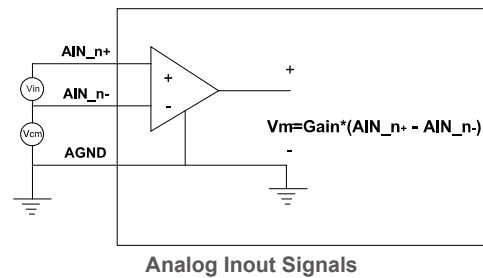 AIN_n+
+
+
Vin
AIN_n-
-
Vm=Gain*(AIN_n+ - AIN_n-)
Vcm
AGND
-
Analog Inout Signals